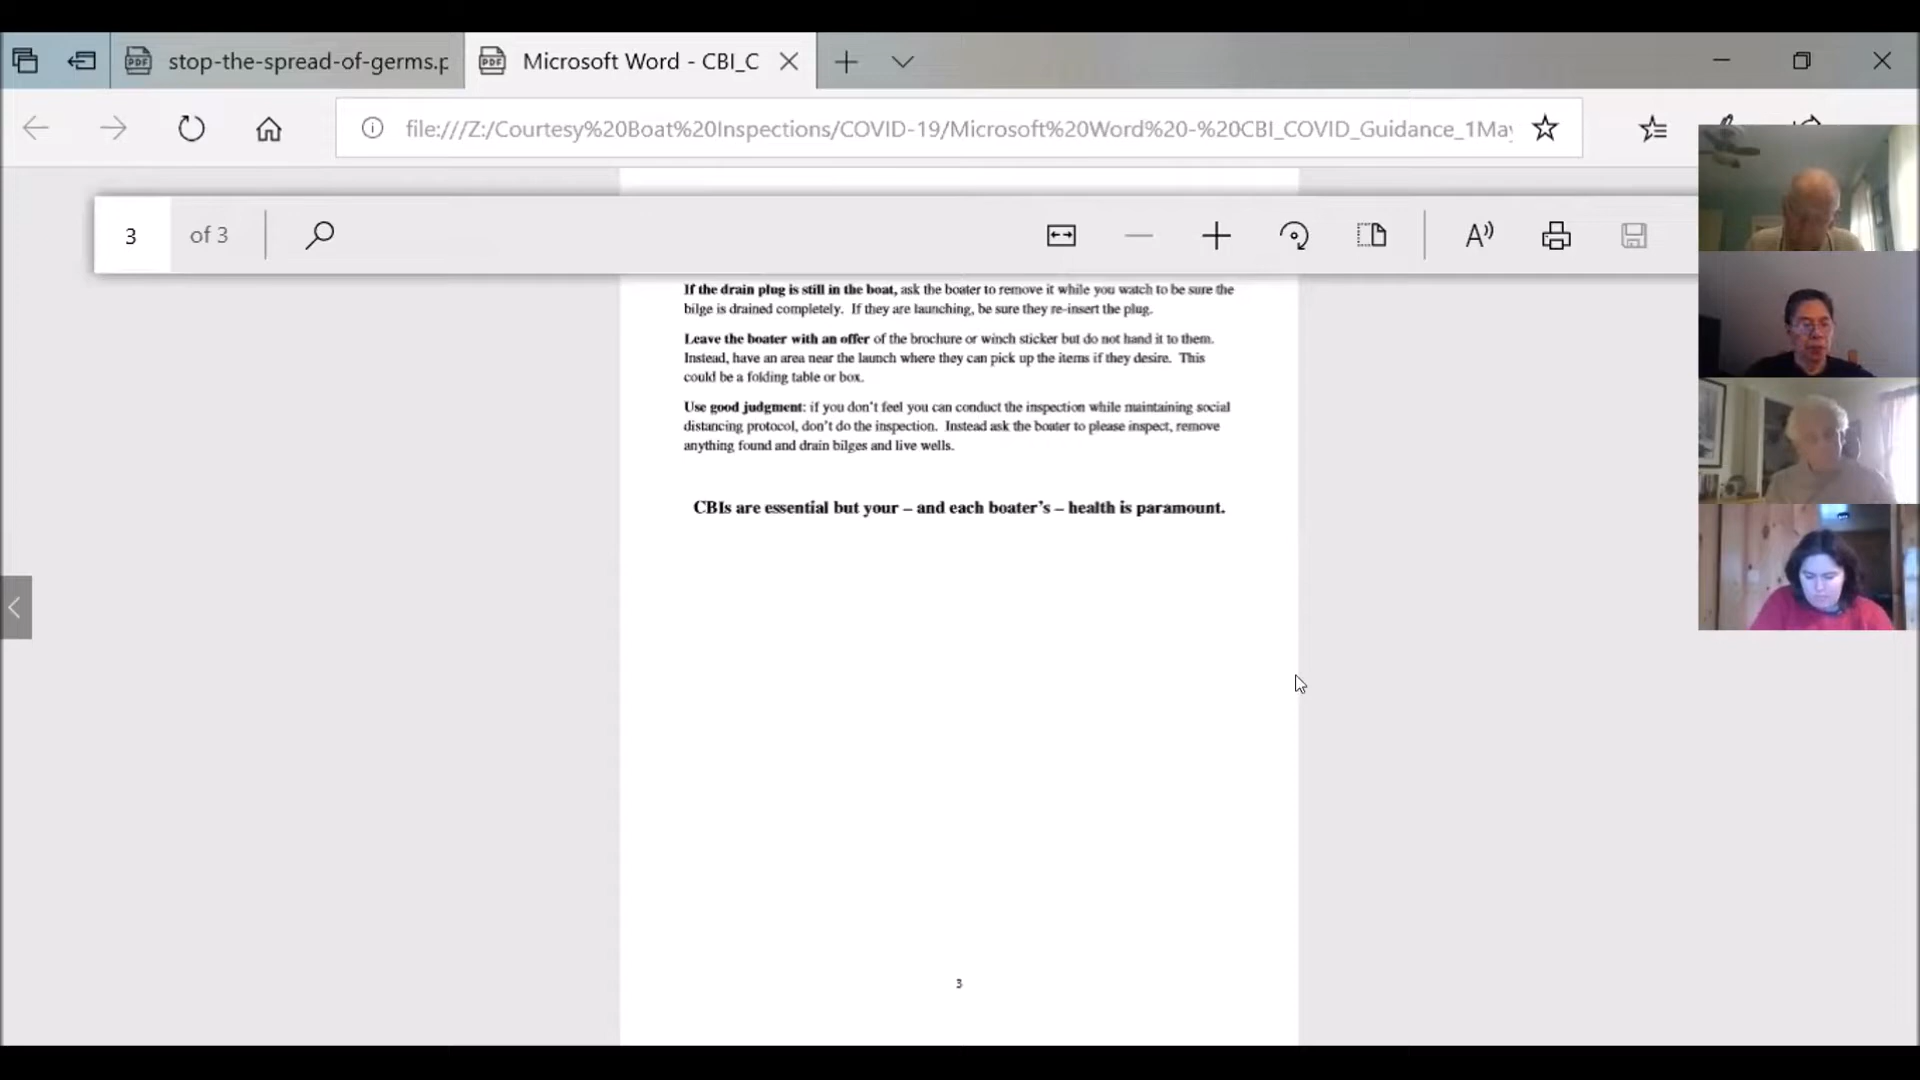 stop-the-spread-of-germs.p
Microsoft Word - CBI_C
file:///Z:/Courtesy%20Boat%20Inspections/COVID-19/Microsoft%20Word%20-%20CBI_COVID_Guidance_1May
3 of 3
If the drain plug is still in the boat, ask the boater to remove it while you watch to be sure the
bilge is drained completely. If they are launching, be sure they re-insert the plug.
Leave the boater with an offer of the brochure or winch sticker but do not hand it to them.
Instead, have an area near the launch where they can pick up the items if they desire. This
could be a folding table or box.
Use good judgment: if you don't feel you can conduct the inspection while maintaining social
distancing protocol, don't do the inspection. Instead ask the boater to please inspect, remove
anything found and drain bilges and live wells.
CBIs are essential but your – and each boater's – health is paramount.
3